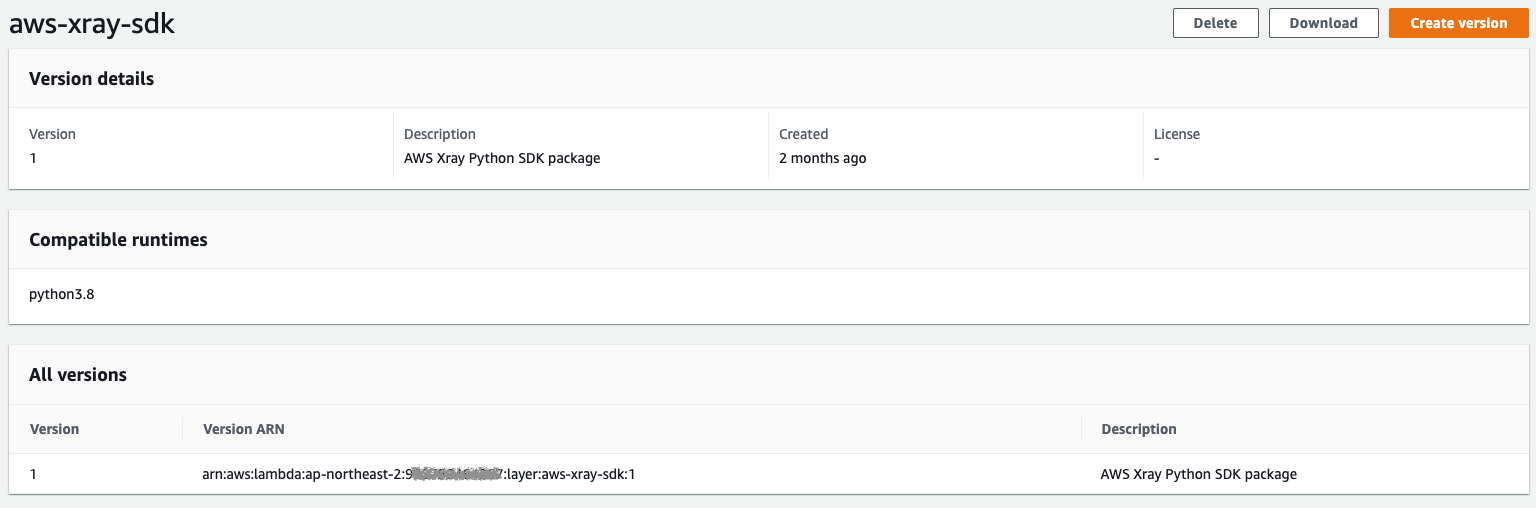 aws-xray-sdk
Delete Download Create version
Version details
Version Description Created License
1 AWS Xray Python SDK package 2 months ago -
Compatible runtimes
python3.8
All versions
Version Version ARN Description
1 arn:aws:lambda:ap-northeast-2:9 7:layer:aws-xray-sdk:1 AWS Xray Python SDK package